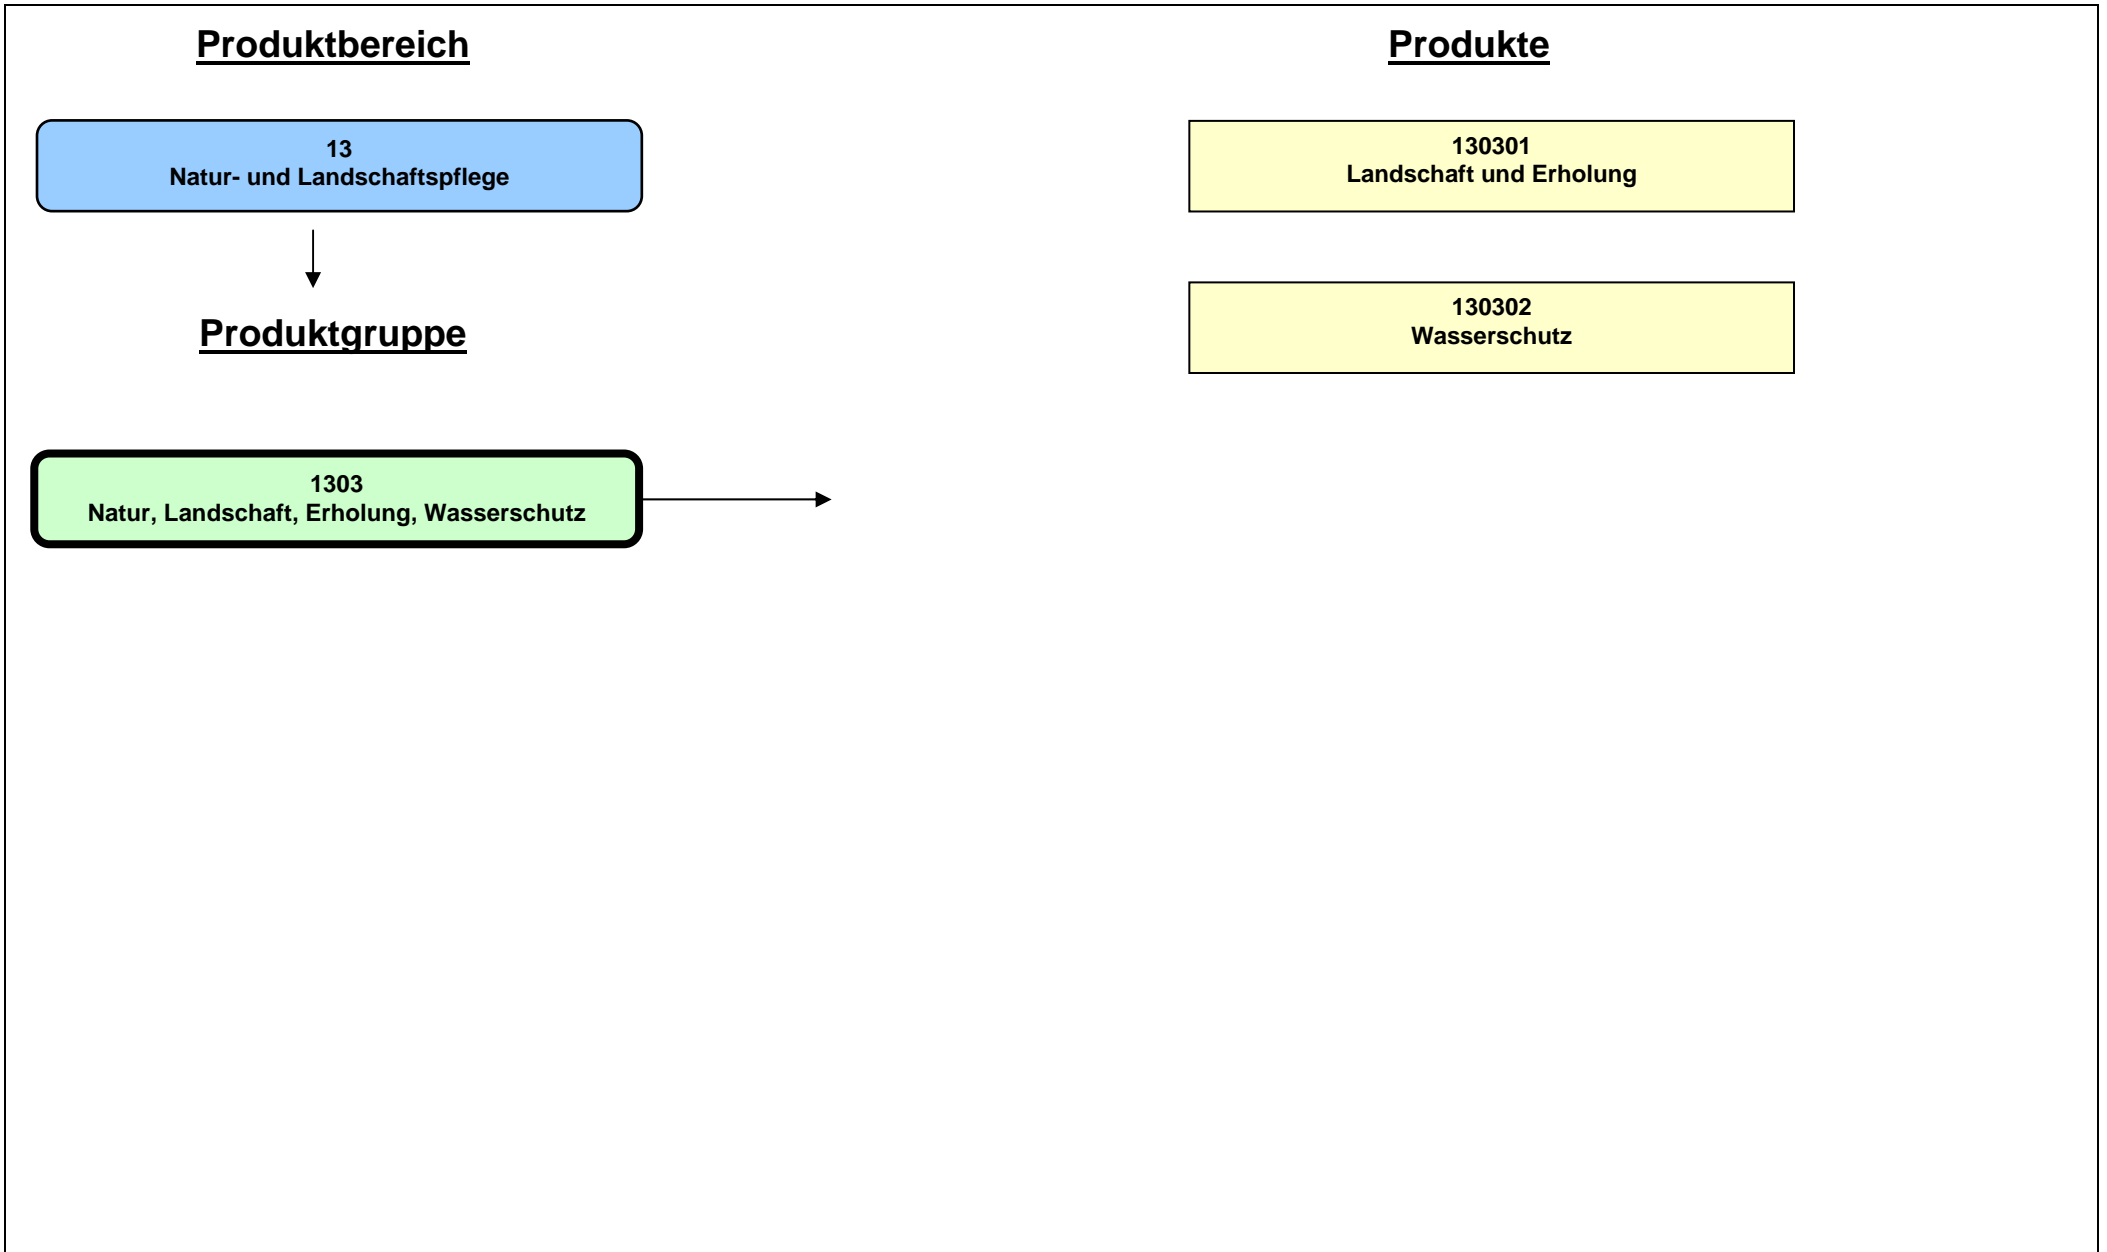 Produktbereich
13
Natur- und Landschaftspflege
Produktgruppe
1303
Natur, Landschaft, Erholung, Wasserschutz
Produkte
130301
Landschaft und Erholung
130302
Wasserschutz